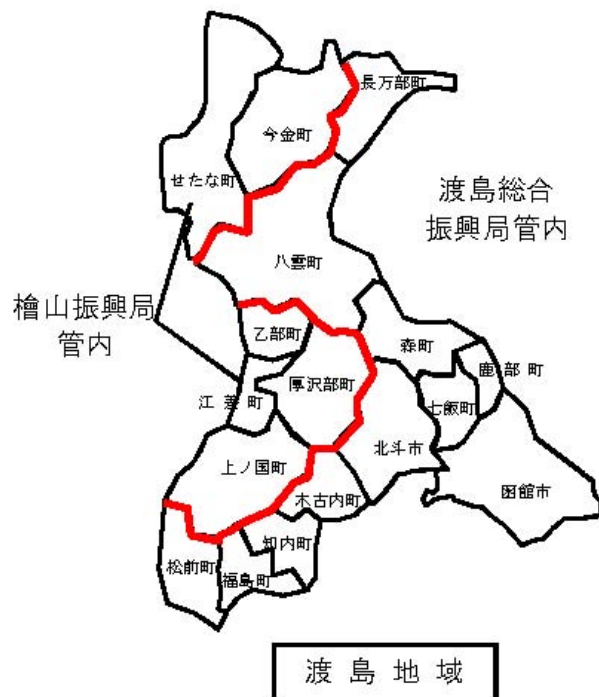 長万部町
今金町
せたな町
渡島総合
振興局管内
八雲町
檜山振興局
管内
乙部町
森町
鹿部町
厚沢部町
七飯町
江差町
北斗市
上ノ国町
木古内町
函館市
知内町
松前町
福島町
渡島地域